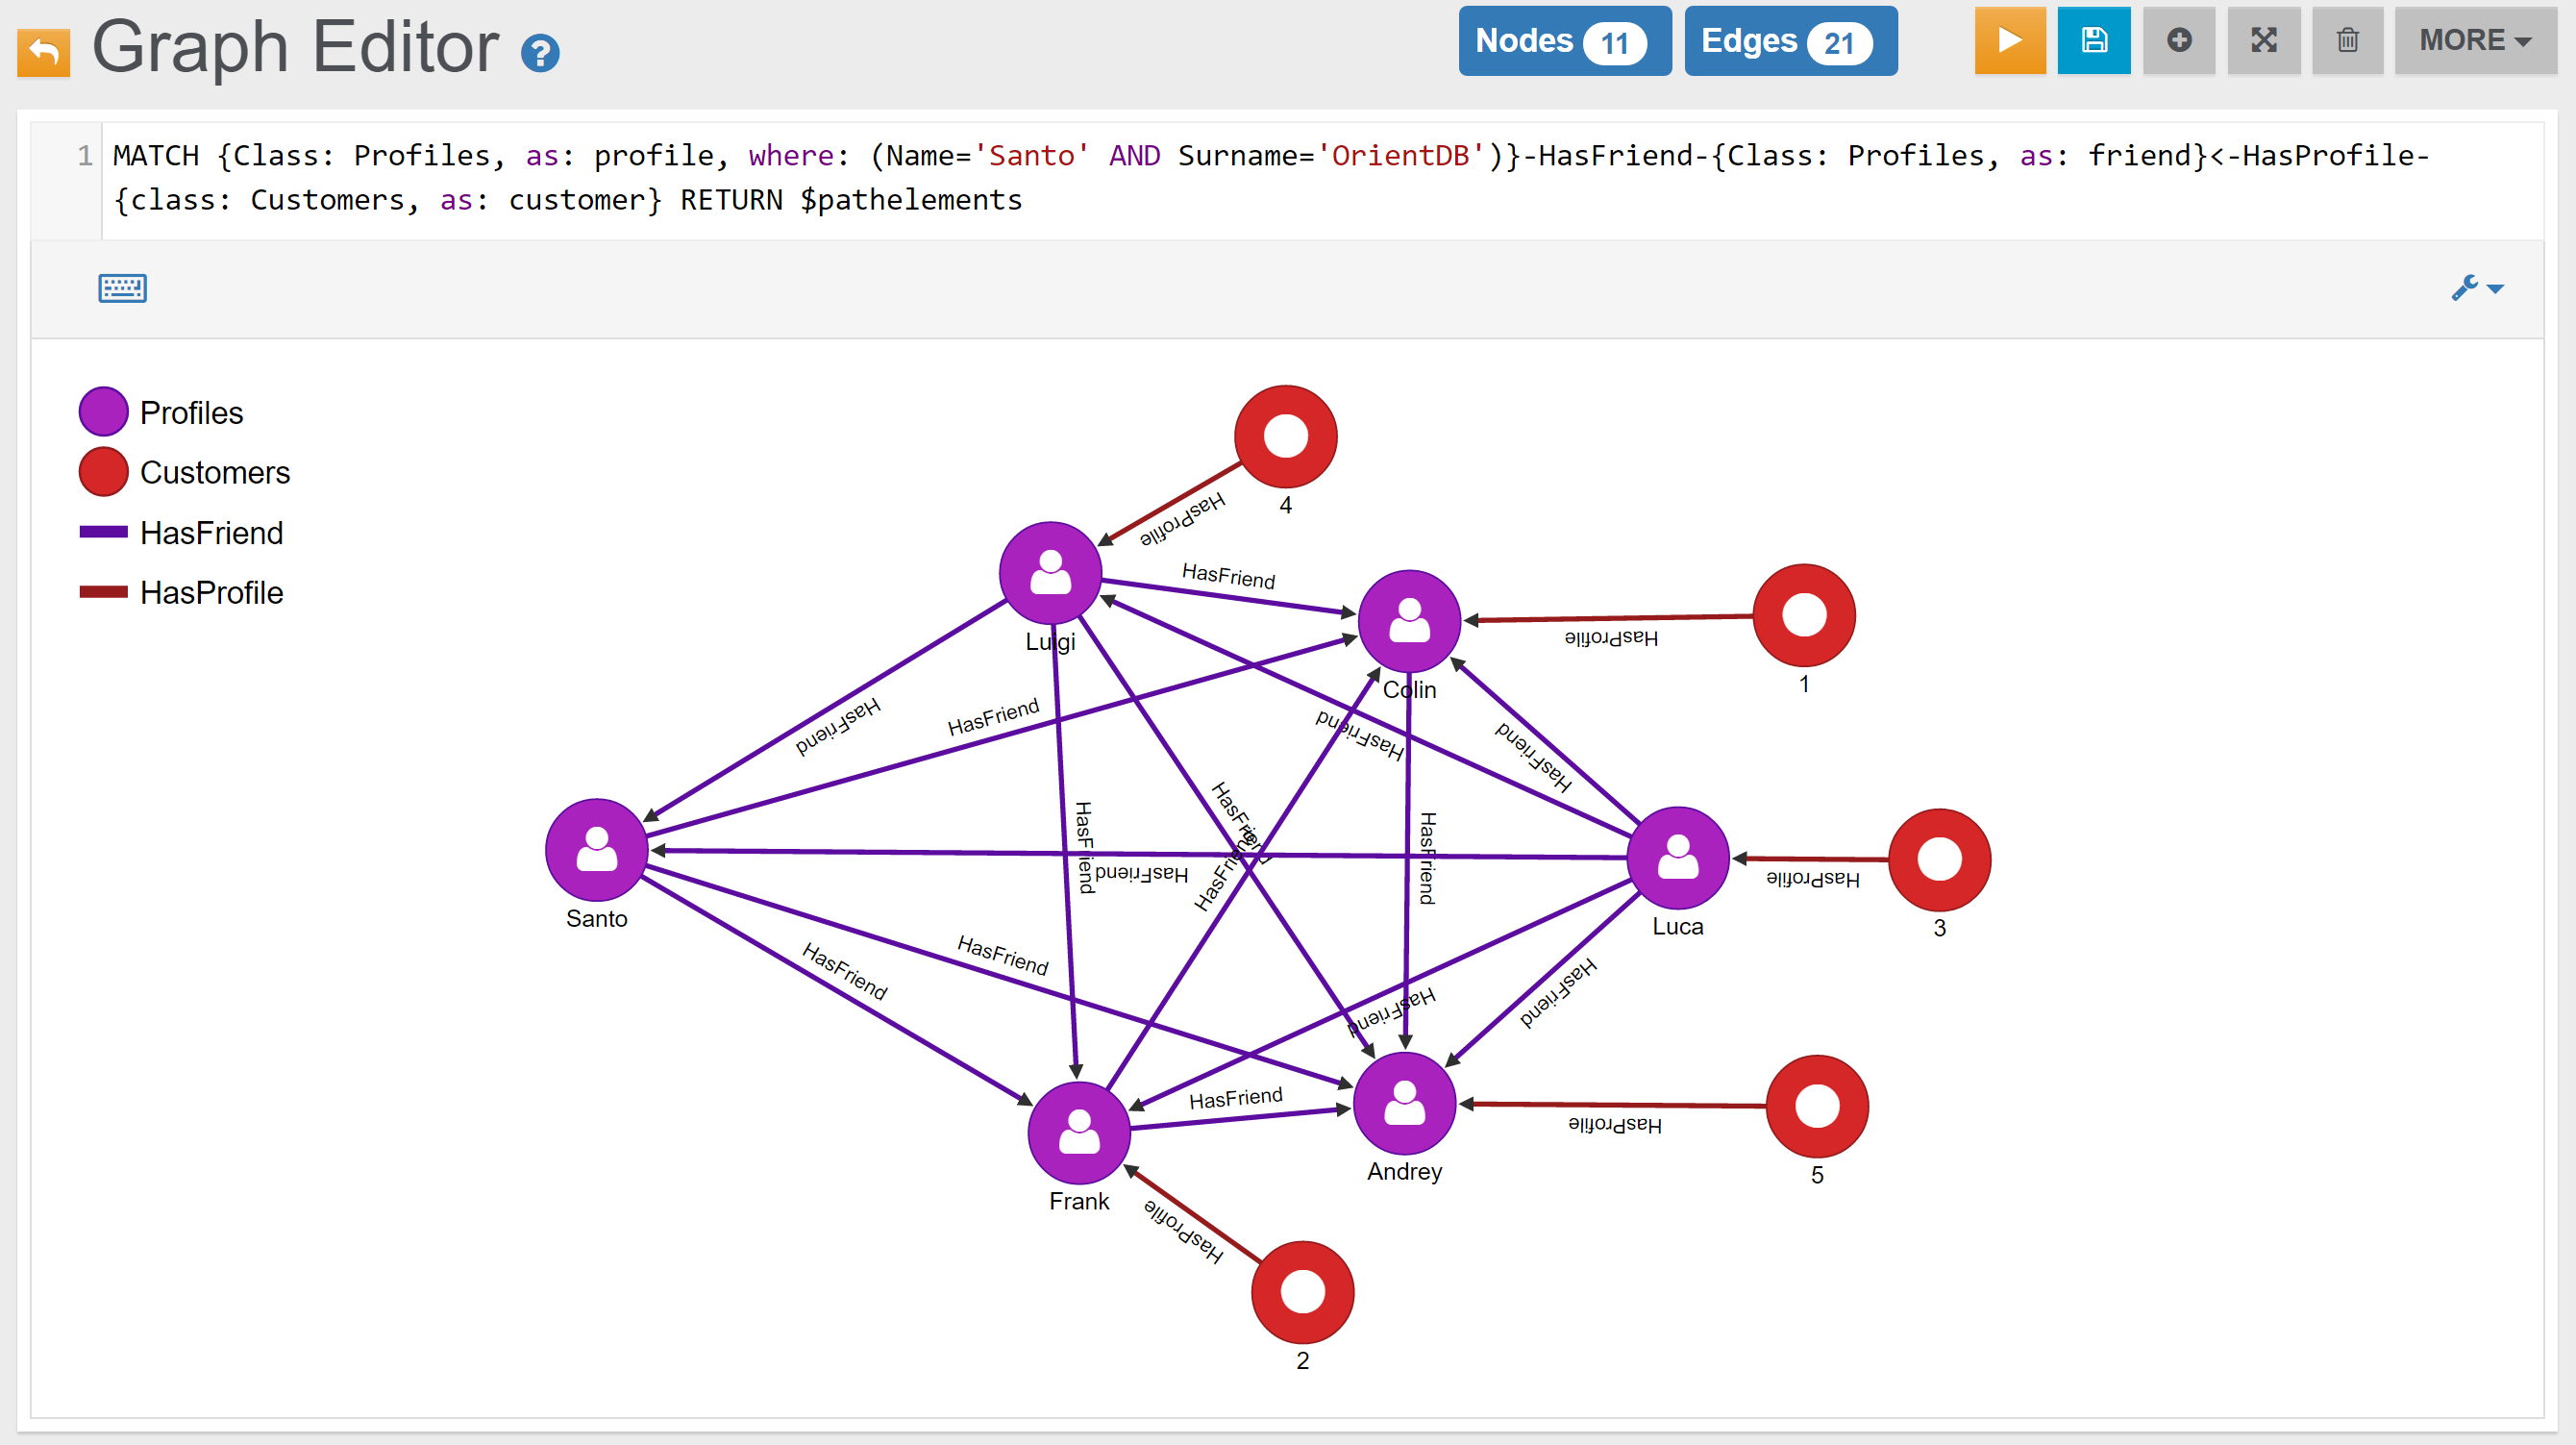 Graph Editor ?
Nodes 11
Edges 21
MORE
1 MATCH {Class: Profiles, as: profile, where: (Name='Santo' AND Surname='OrientDB')}-HasFriend-{Class: Profiles, as: friend}<-HasProfile-
{class: Customers, as: customer} RETURN $pathelements
Profiles
Customers
HasFriend
HasProfile
4
HasProfile
Luigi
HasFriend
Colin
HasProfile
1
HasFriend
HasFriend
HasFriend
HasFriend
HasFriend
HasFriend
HasFriend
HasFriend
HasFriend
Santo
HasFriend
HasFriend
Luca
HasProfile
3
HasFriend
HasFriend
HasFriend
HasFriend
Andrey
HasProfile
5
Frank
HasProfile
2